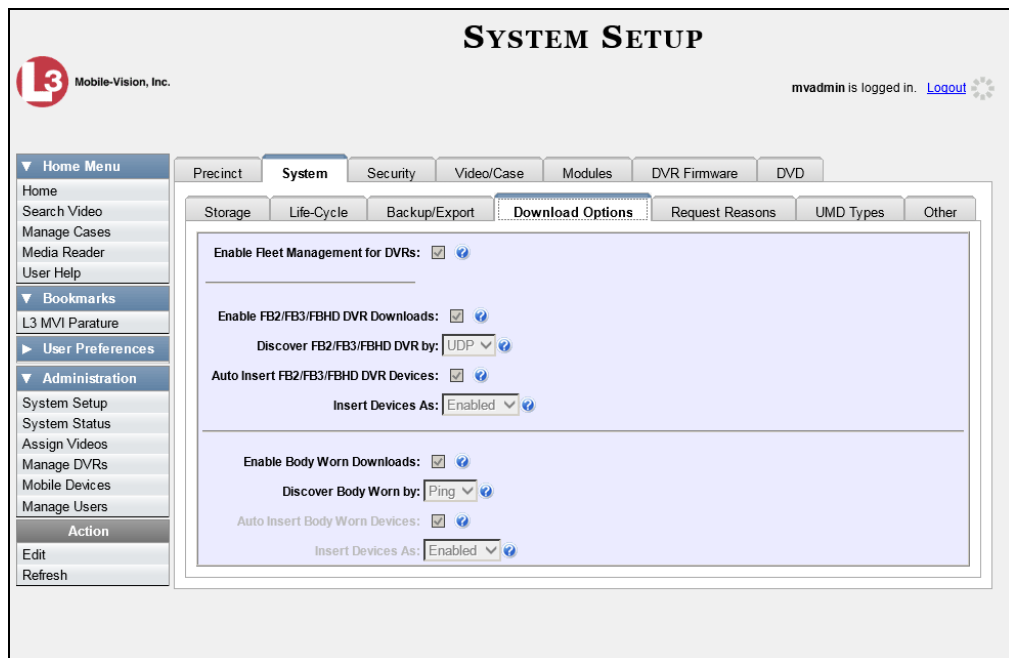 SYSTEM SETUP
L3 Mobile-Vision, Inc.
mvadmin is logged in. Logout
Home Menu
Home
Search Video
Manage Cases
Media Reader
User Help
Bookmarks
L3 MVI Parature
User Preferences
Administration
System Setup
System Status
Assign Videos
Manage DVRs
Mobile Devices
Manage Users
Action
Edit
Refresh
Precinct System Security Video/Case Modules DVR Firmware DVD
Storage Life-Cycle Backup/Export Download Options Request Reasons UMD Types Other
Enable Fleet Management for DVRs: ?
Enable FB2/FB3/FBHD DVR Downloads: ?
Discover FB2/FB3/FBHD DVR by: UDP ?
Auto Insert FB2/FB3/FBHD DVR Devices: ?
Insert Devices As: Enabled ?
Enable Body Worn Downloads: ?
Discover Body Worn by: Ping ?
Auto Insert Body Worn Devices: ?
Insert Devices As: Enabled ?